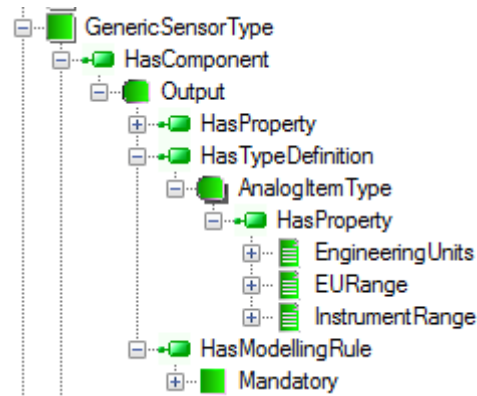 GenericSensorType
HasComponent
Output
HasProperty
HasTypeDefinition
AnalogItemType
HasProperty
EngineeringUnits
EURange
InstrumentRange
HasModellingRule
Mandatory